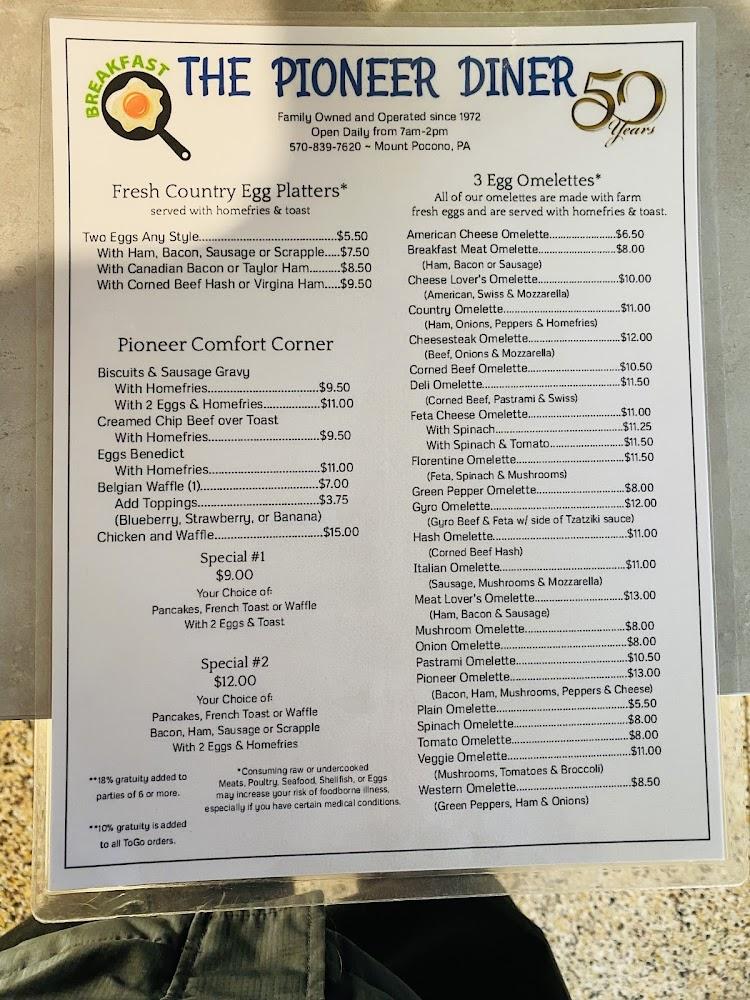 BREAKFAST
THE PIONEER DINER
50
Years
Family Owned and Operated since 1972
Open Daily from 7am-2pm
570-839-7620 ~ Mount Pocono, PA
Fresh Country Egg Platters*
served with homefries & toast
Two Eggs Any Style..............................$5.50
With Ham, Bacon, Sausage or Scrapple.....$7.50
With Canadian Bacon or Taylor Ham..........$8.50
With Corned Beef Hash or Virgina Ham.....$9.50
Pioneer Comfort Corner
Biscuits & Sausage Gravy
With Homefries..............................$9.50
With 2 Eggs & Homefries.................$11.00
Creamed Chip Beef over Toast
With Homefries..............................$9.50
Eggs Benedict
With Homefries..............................$11.00
Belgian Waffle (1)..............................$7.00
Add Toppings..............................$3.75
(Blueberry, Strawberry, or Banana)
Chicken and Waffle..............................$15.00
Special #1
$9.00
Your Choice of:
Pancakes, French Toast or Waffle
With 2 Eggs & Toast
Special #2
$12.00
Your Choice of:
Pancakes, French Toast or Waffle
Bacon, Ham, Sausage or Scrapple
With 2 Eggs & Homefries
**18% gratuity added to
parties of 6 or more.
**10% gratuity is added
to all ToGo orders.
*Consuming raw or undercooked
Meats, Poultry, Seafood, Shellfish, or Eggs
may increase your risk of foodborne illness,
especially if you have certain medical conditions.
3 Egg Omelettes*
All of our omelettes are made with farm
fresh eggs and are served with homefries & toast.
American Cheese Omelette.......................$6.50
Breakfast Meat Omelette.......................$8.00
(Ham, Bacon or Sausage)
Cheese Lover's Omelette.......................$10.00
(American, Swiss & Mozzarella)
Country Omelette..............................$11.00
(Ham, Onions, Peppers & Homefries)
Cheesesteak Omelette.......................$12.00
(Beef, Onions & Mozzarella)
Corned Beef Omelette.......................$10.50
Deli Omelette..............................$11.50
(Corned Beef, Pastrami & Swiss)
Feta Cheese Omelette.......................$11.00
With Spinach..............................$11.25
With Spinach & Tomato.......................$11.50
Florentine Omelette.......................$11.50
(Feta, Spinach & Mushrooms)
Green Pepper Omelette.......................$8.00
Gyro Omelette..............................$12.00
(Gyro Beef & Feta w/ side of Tzatziki sauce)
Hash Omelette..............................$11.00
(Corned Beef Hash)
Italian Omelette..............................$11.00
(Sausage, Mushrooms & Mozzarella)
Meat Lover's Omelette.......................$13.00
(Ham, Bacon & Sausage)
Mushroom Omelette.......................$8.00
Onion Omelette..............................$8.00
Pastrami Omelette.......................$10.50
Pioneer Omelette.......................$13.00
(Bacon, Ham, Mushrooms, Peppers & Cheese)
Plain Omelette..............................$5.50
Spinach Omelette.......................$8.00
Tomato Omelette.......................$8.00
Veggie Omelette.......................$11.00
(Mushrooms, Tomatoes & Broccoli)
Western Omelette.......................$8.50
(Green Peppers, Ham & Onions)